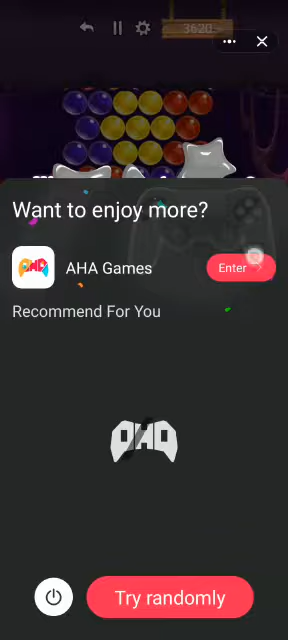 3620
Want to enjoy more?
AHA Games
Enter
Recommend For You
AHA
Try randomly